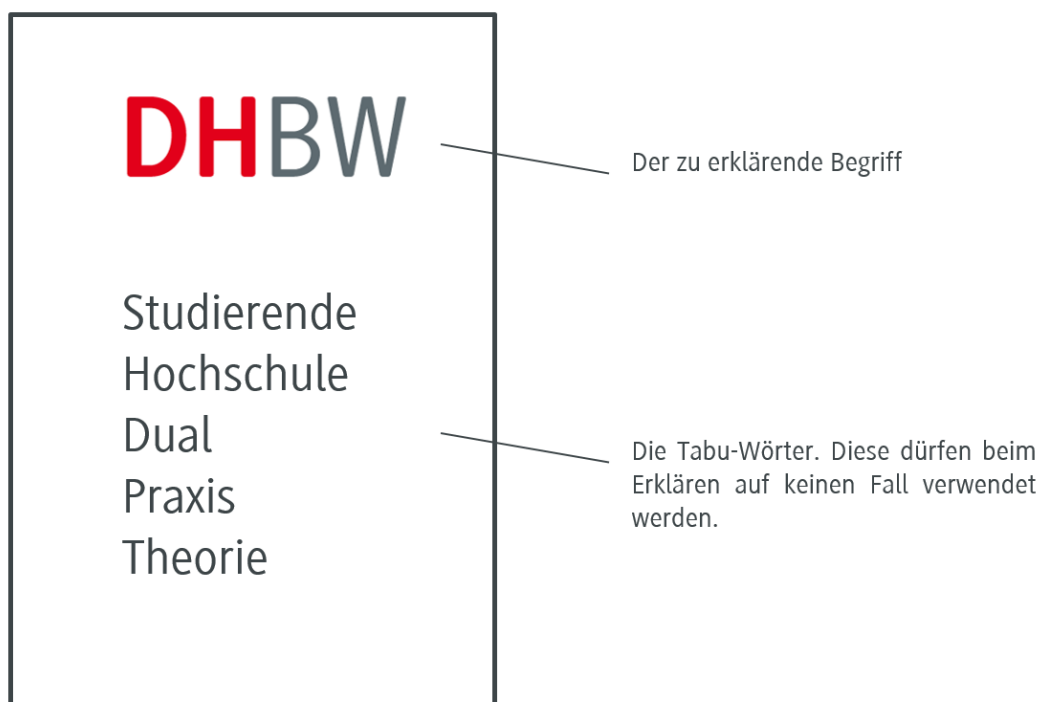 DHBW
Der zu erklärende Begriff
Studierende
Hochschule
Dual
Praxis
Theorie
Die Tabu-Wörter. Diese dürfen beim
Erklären auf keinen Fall verwendet
werden.